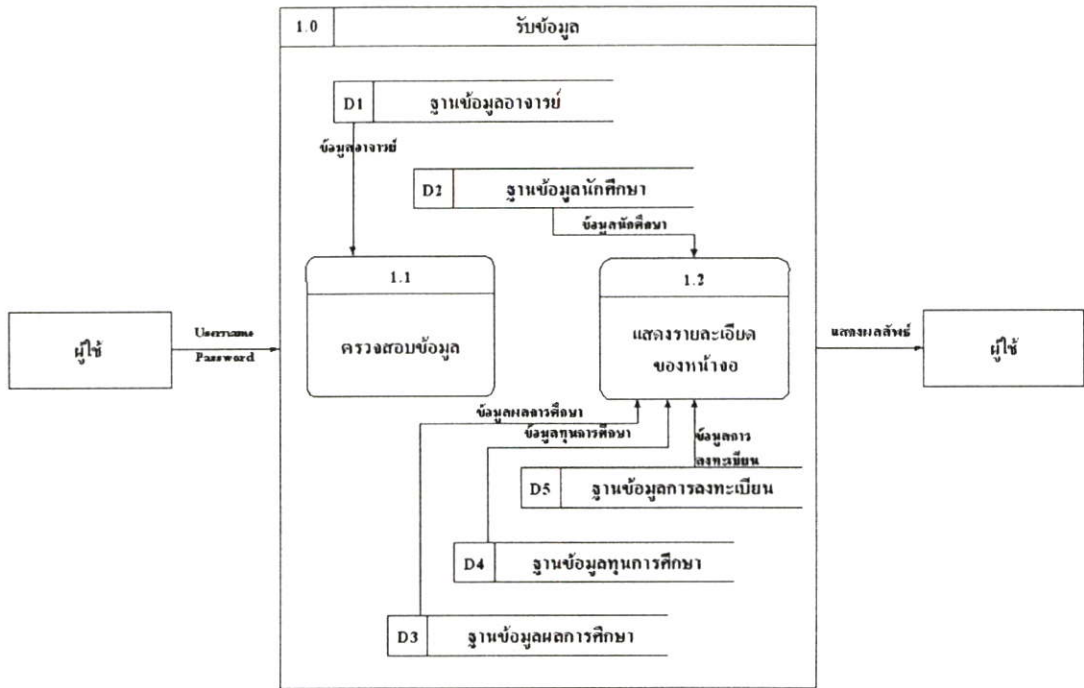 1.0 รับข้อมูล
D1 ฐานข้อมูลอาจารย์
ข้อมูลอาจารย์
D2 ฐานข้อมูลนักศึกษา
ข้อมูลนักศึกษา
1.1
1.2
ผู้ใช้
Username
Password
ตรวจสอบข้อมูล
แสดงรายละเอียด
ของหน้าจอ
แสดงผลลัพธ์
ผู้ใช้
ข้อมูลผลการศึกษา
ข้อมูลทุนการศึกษา
ข้อมูลการ
ลงทะเบียน
D5 ฐานข้อมูลการลงทะเบียน
D4 ฐานข้อมูลทุนการศึกษา
D3 ฐานข้อมูลผลการศึกษา